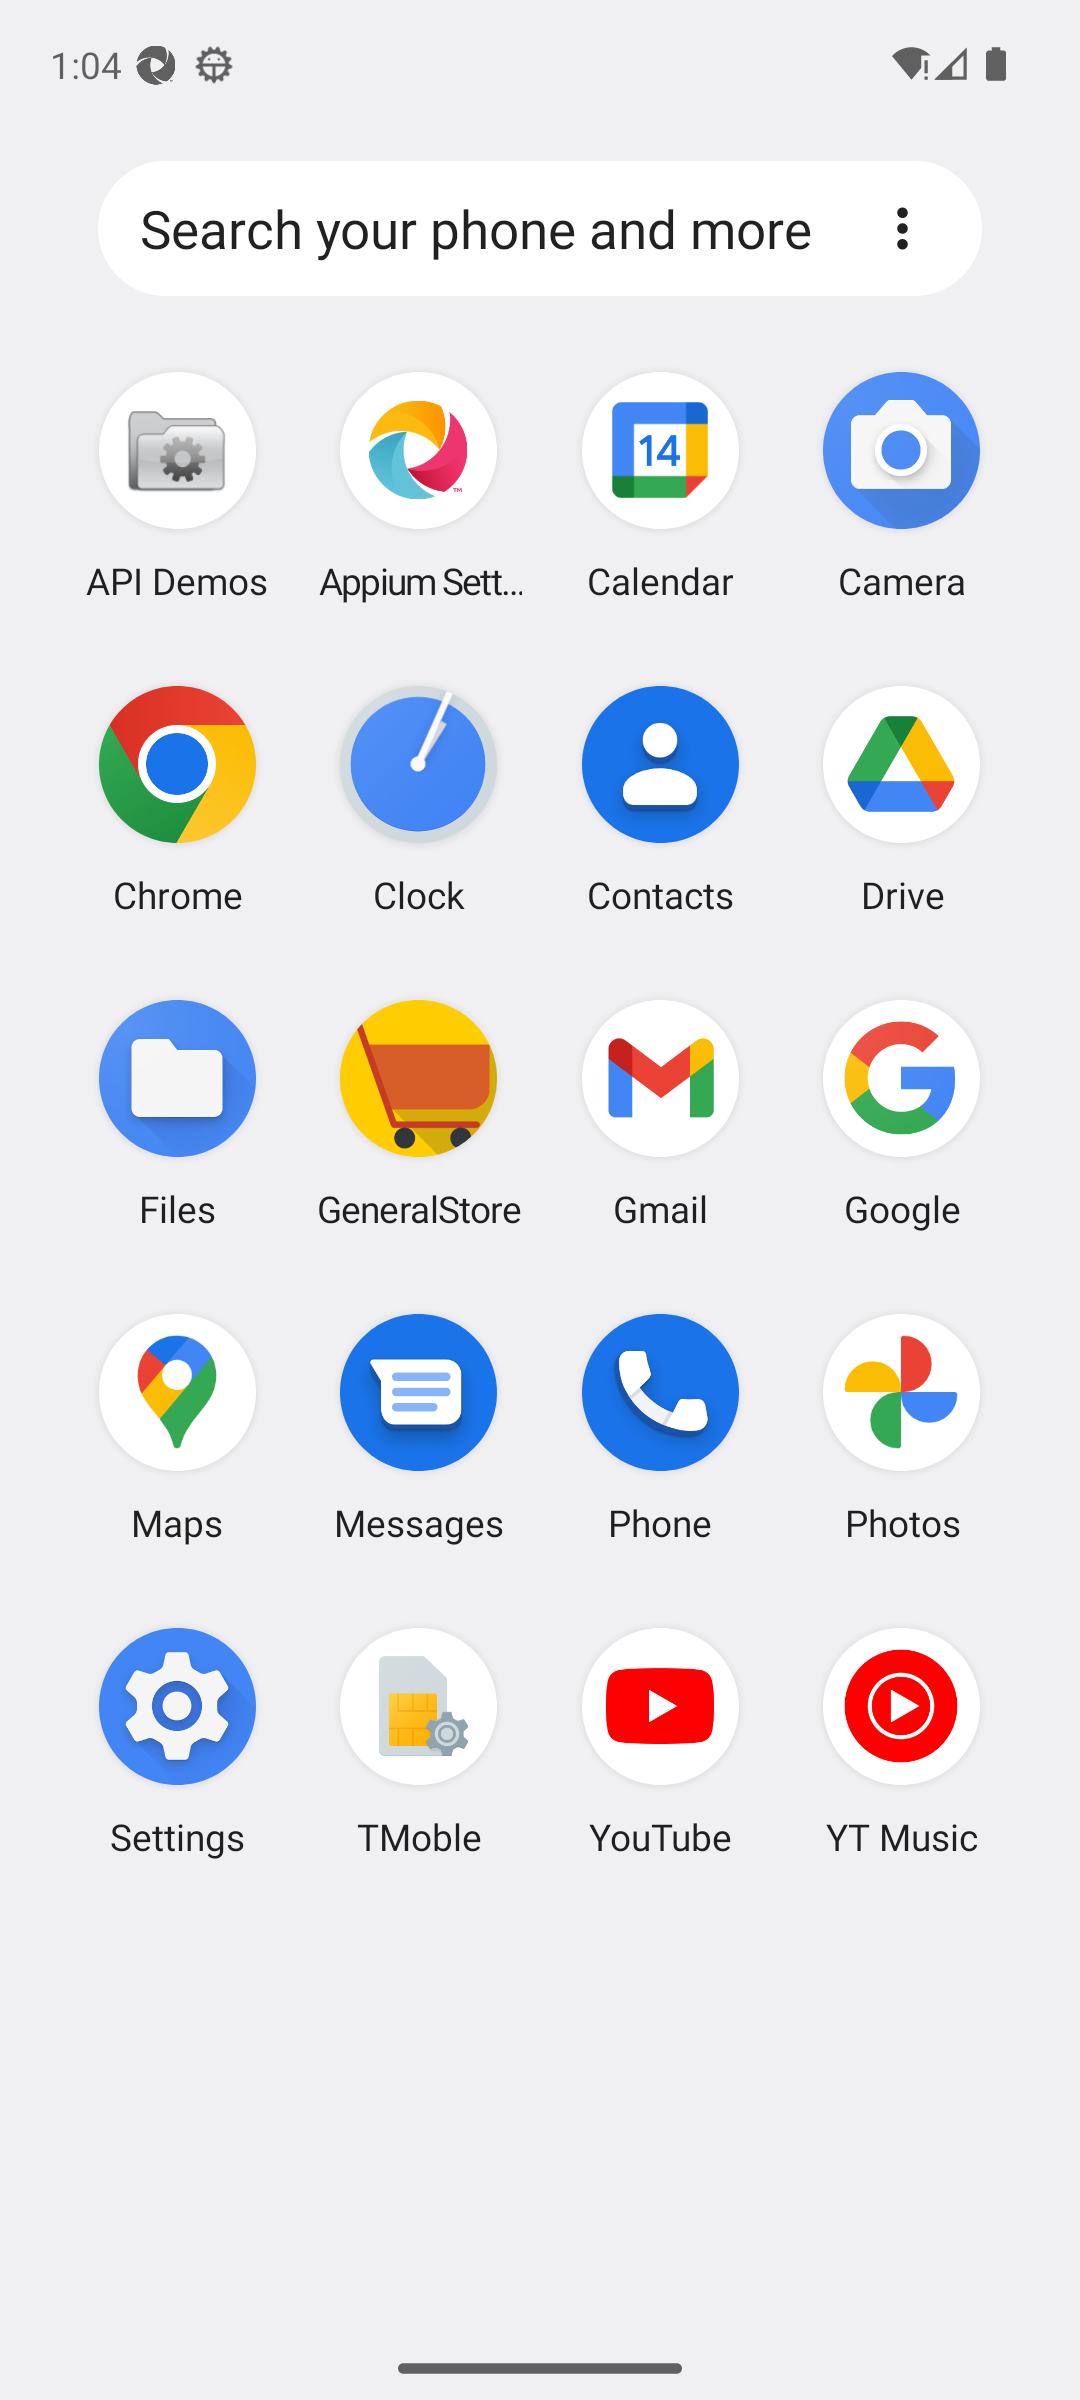 1:04
Search your phone and more
14
API Demos
Appium Sett...
Calendar
Camera
Chrome
Clock
Contacts
Drive
Files
GeneralStore
Gmail
Google
Maps
Messages
Phone
Photos
Settings
TMoble
YouTube
YT Music